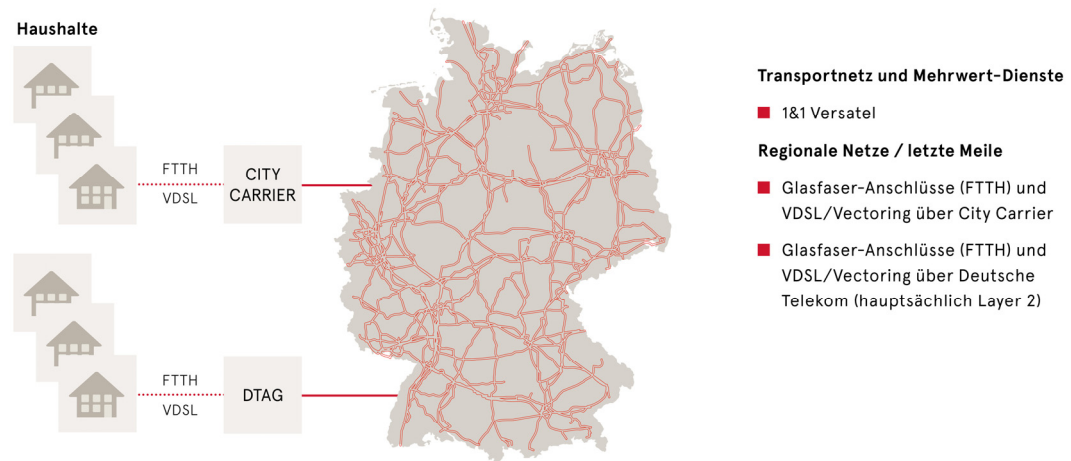 Haushalte
FTTH
VDSL
CITY
CARRIER
FTTH
VDSL
DTAG
Transportnetz und Mehrwert-Dienste
1&1 Versatel
Regionale Netze / letzte Meile
Glasfaser-Anschlüsse (FTTH) und
VDSL/Vectoring über City Carrier
Glasfaser-Anschlüsse (FTTH) und
VDSL/Vectoring über Deutsche
Telekom (hauptsächlich Layer 2)